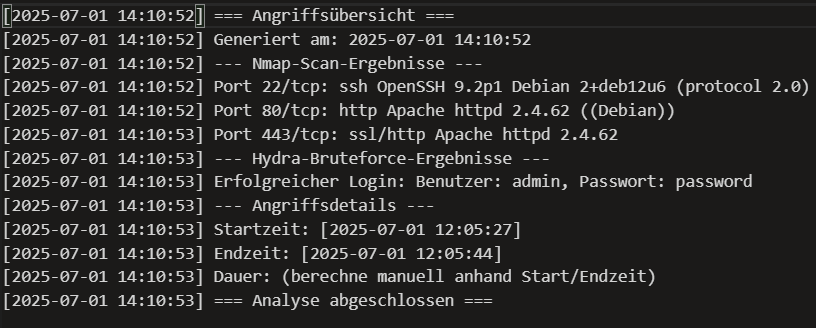 [2025-07-01 14:10:52] === Angriffsübersicht ===
[2025-07-01 14:10:52] Generiert am: 2025-07-01 14:10:52
[2025-07-01 14:10:52] --- Nmap-Scan-Ergebnisse ---
[2025-07-01 14:10:52] Port 22/tcp: ssh OpenSSH 9.2p1 Debian 2+deb12u6 (protocol 2.0)
[2025-07-01 14:10:52] Port 80/tcp: http Apache httpd 2.4.62 ((Debian))
[2025-07-01 14:10:53] Port 443/tcp: ssl/http Apache httpd 2.4.62
[2025-07-01 14:10:53] --- Hydra-Bruteforce-Ergebnisse ---
[2025-07-01 14:10:53] Erfolgreicher Login: Benutzer: admin, Passwort: password
[2025-07-01 14:10:53] --- Angriffsdetails ---
[2025-07-01 14:10:53] Startzeit: [2025-07-01 12:05:27]
[2025-07-01 14:10:53] Endzeit: [2025-07-01 12:05:44]
[2025-07-01 14:10:53] Dauer: (berechne manuell anhand Start/Endzeit)
[2025-07-01 14:10:53] === Analyse abgeschlossen ===